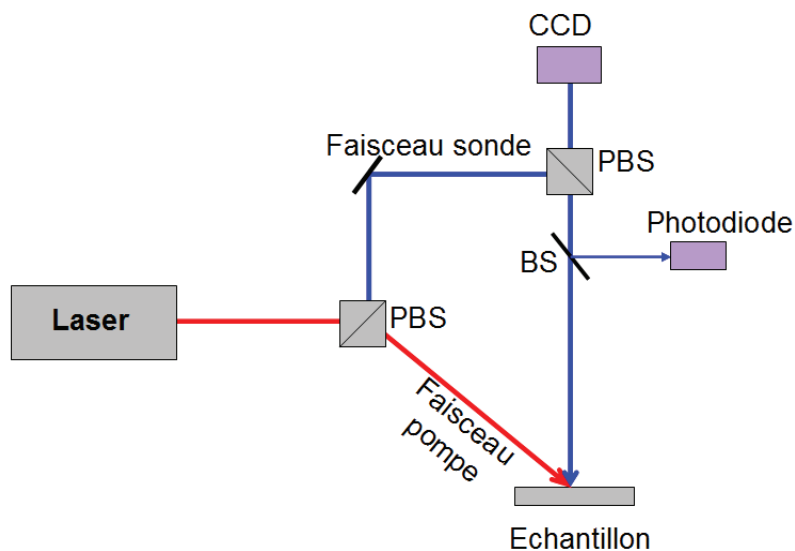 CCD
Faisceau sonde
PBS
Photodiode
BS
Laser
PBS
Faisceau
pompe
Echantillon